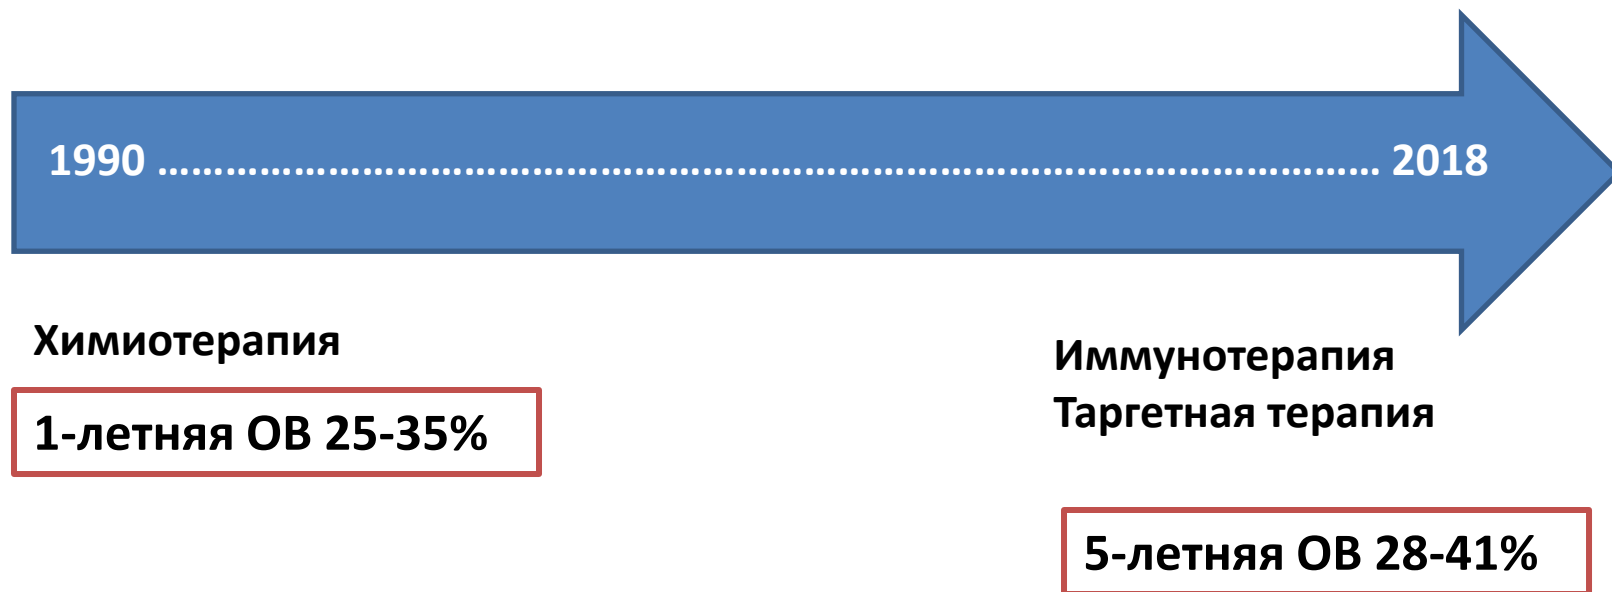 1990 ……………………………………………………………………………………………… 2018
Химиотерапия
1-летняя ОВ 25-35%
Иммунотерапия
Таргетная терапия
5-летняя ОВ 28-41%